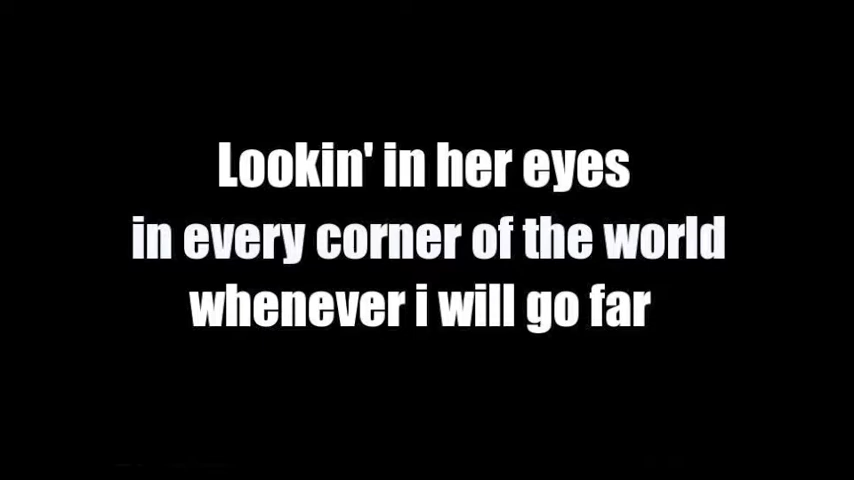 Lookin' in her eyes
in every corner of the world
whenever i will go far